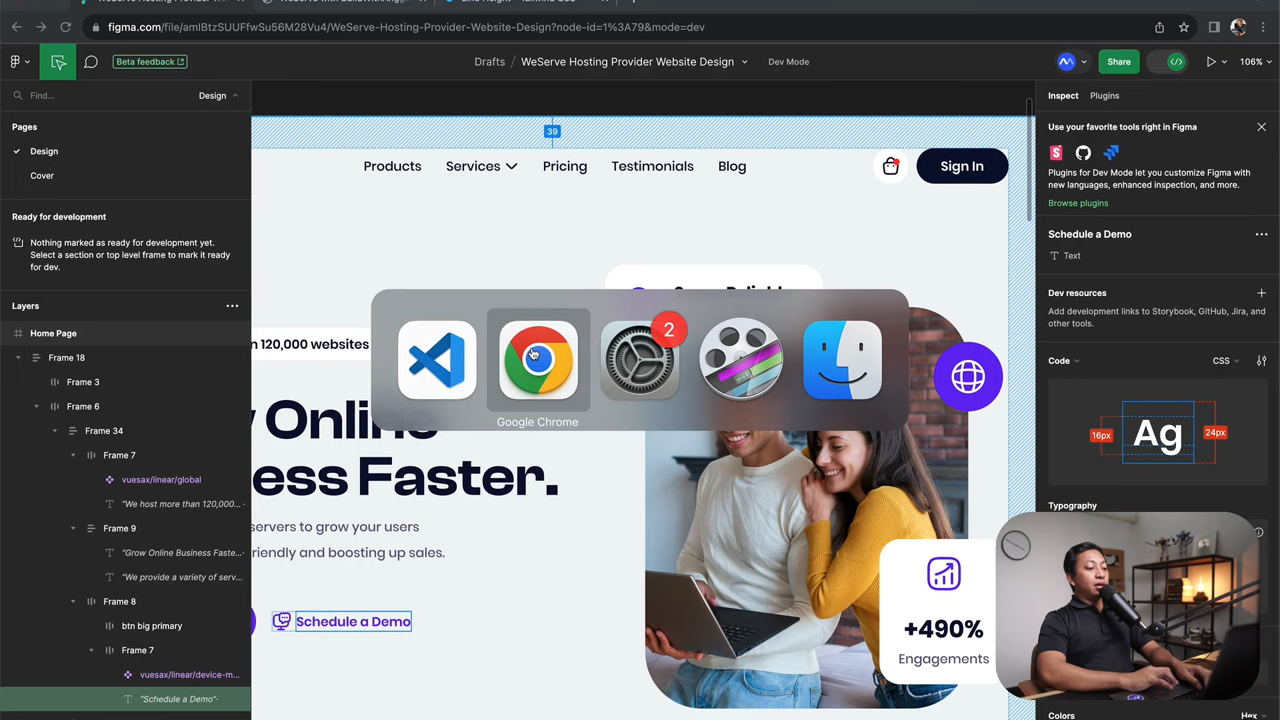 figma.com/file/amIBtzSUUFfwSu56M28Vu4/WeServe-Hosting-Provider-Website-Design?node-id=1%3A79&mode=dev
Beta feedback
Drafts / WeServe Hosting Provider Website Design
Dev Mode
Share
106%
Find...
Design
Pages
Design
Cover
Ready for development
Nothing marked as ready for development yet.
Select a section or top level frame to mark it ready
for dev.
Layers
Home Page
Frame 18
Frame 3
Frame 6
Frame 34
Frame 7
vuesax/linear/global
"We host more than 120,000...
Frame 9
"Grow Online Business Faste...
"We provide a variety of serv...
Frame 8
btn big primary
Frame 7
vuesax/linear/device-m...
"Schedule a Demo"
39
Products
Services
Pricing
Testimonials
Blog
Sign In
120,000 websites
Online
ess Faster.
servers to grow your users
riendly and boosting up sales.
Schedule a Demo
2
Google Chrome
+490%
Engagements
Inspect
Plugins
Use your favorite tools right in Figma
Plugins for Dev Mode let you customize Figma with
new languages, enhanced inspection, and more.
Browse plugins
Schedule a Demo
Text
Dev resources
Add development links to Storybook, GitHub, Jira, and
other tools.
Code
CSS
16px
Ag
24px
Typography
Colors
Hex